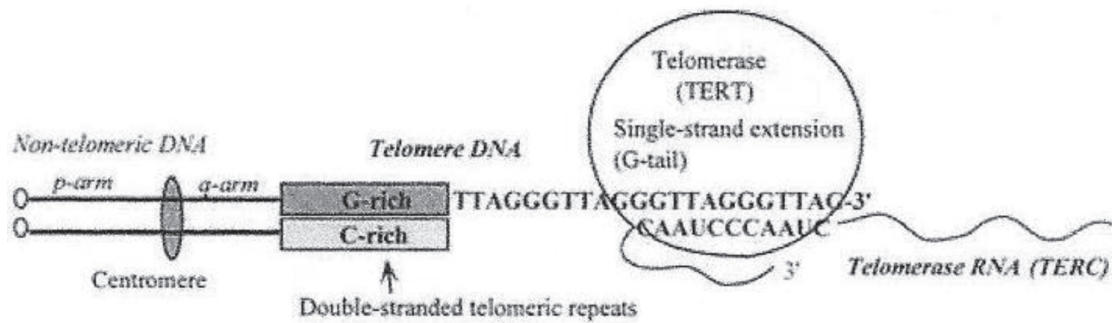 Telomerase
(TERT)
Single-strand extension
(G-tail)
Non-telomeric DNA
Telomere DNA
p-arm
q-arm
G-rich
TTAGGGTTAGGGTTAGGGTTAG-3'
C-rich
CAAUCCCAAUC
3'
Telomerase RNA (TERC)
Centromere
Double-stranded telomeric repeats